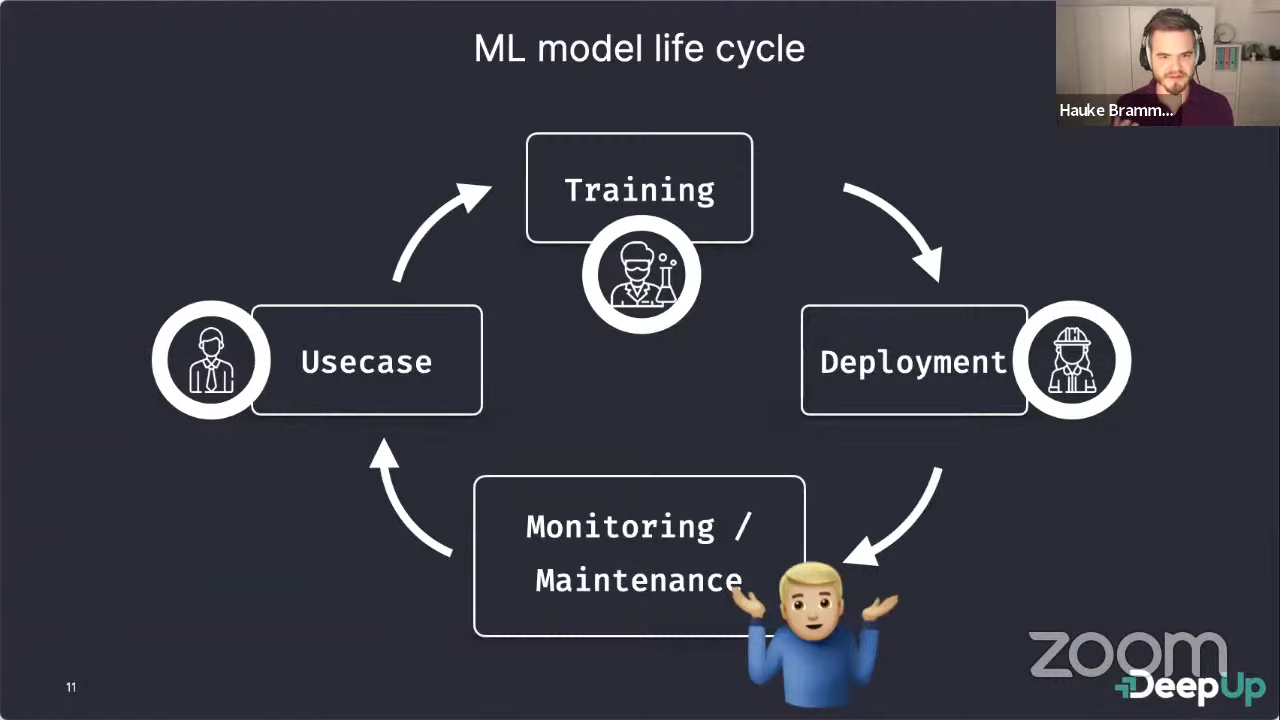 ML model life cycle
Hauke Bramm...
Training
Usecase
Deployment
Monitoring /
Maintenance
11
zoom
DeepUp